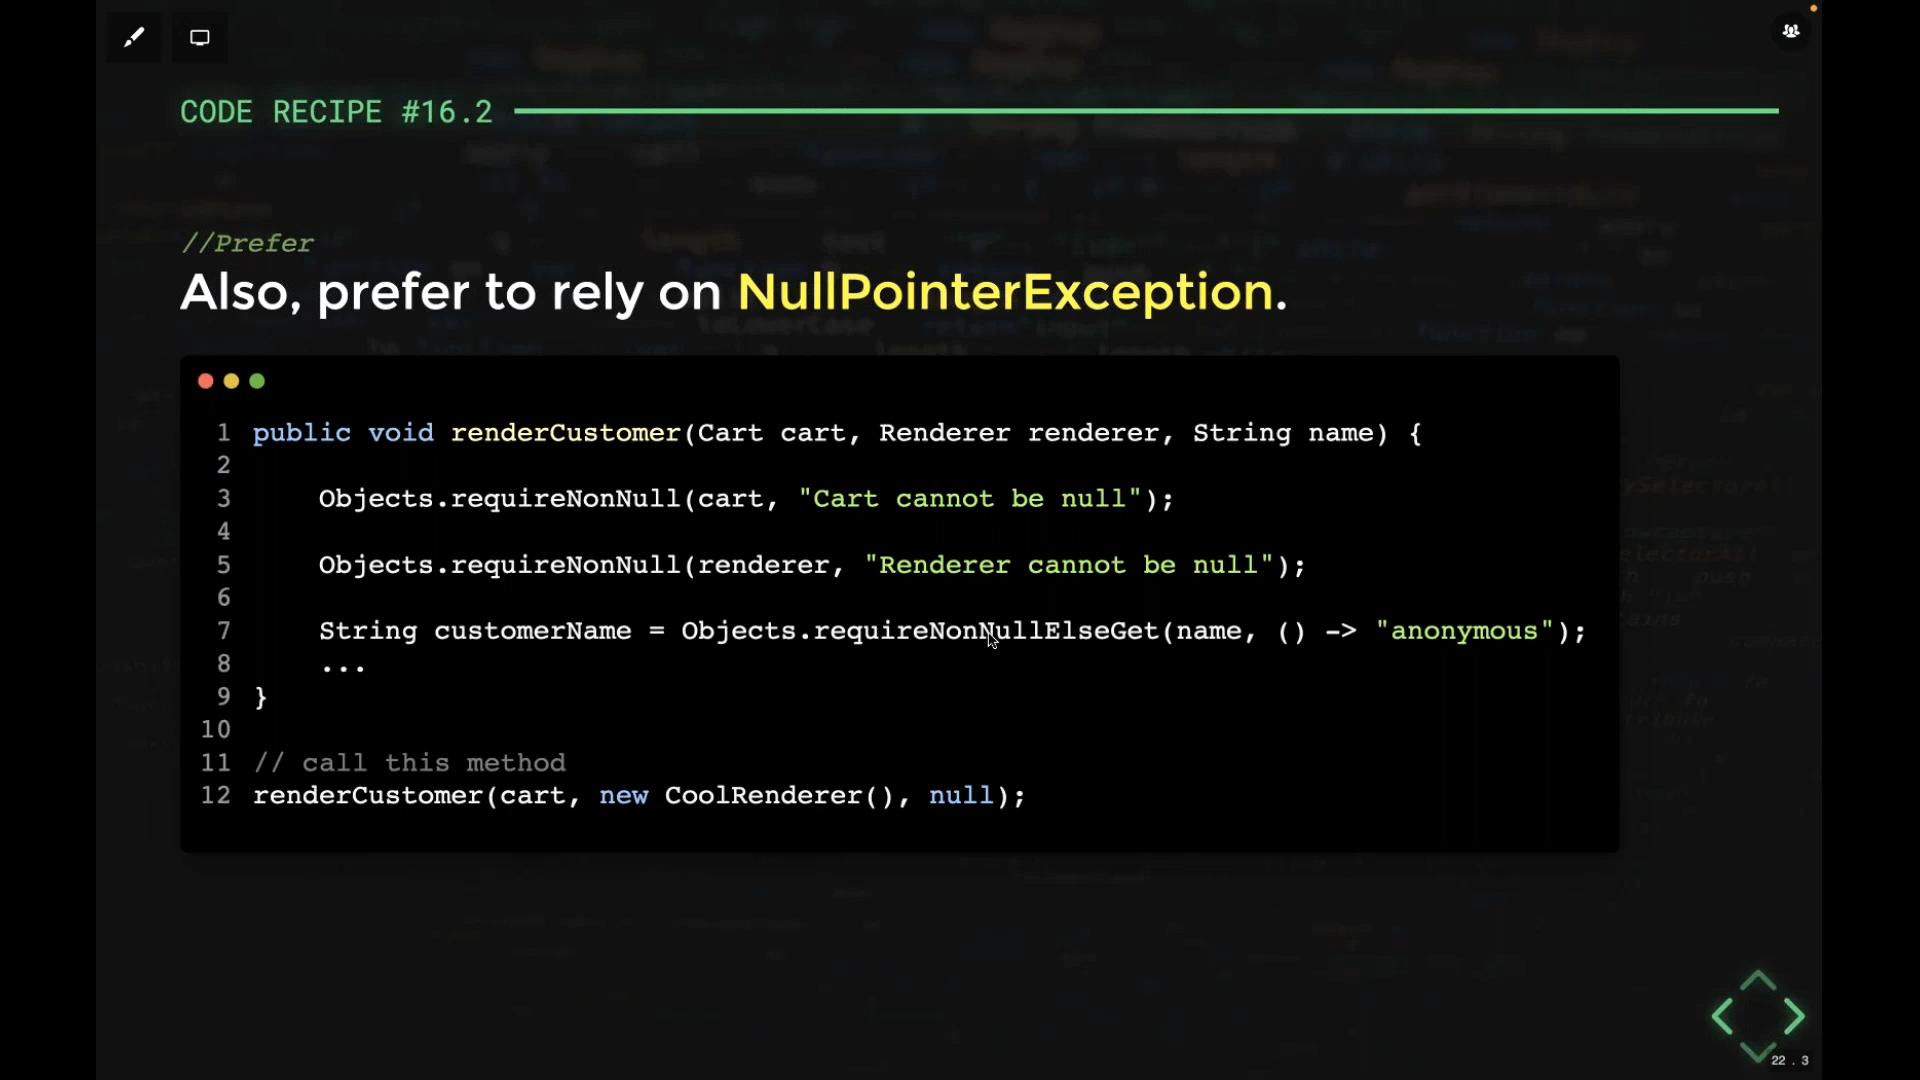 CODE RECIPE #16.2
//Prefer
Also, prefer to rely on NullPointerException.
1 public void renderCustomer(Cart cart, Renderer renderer, String name) {
2
3 Objects.requireNonNull(cart, "Cart cannot be null");
4
5 Objects.requireNonNull(renderer, "Renderer cannot be null");
6
7 String customerName = Objects.requireNonNullElseGet(name, () -> "anonymous");
8 ...
9 }
10
11 // call this method
12 renderCustomer(cart, new CoolRenderer(), null);
22 . 3